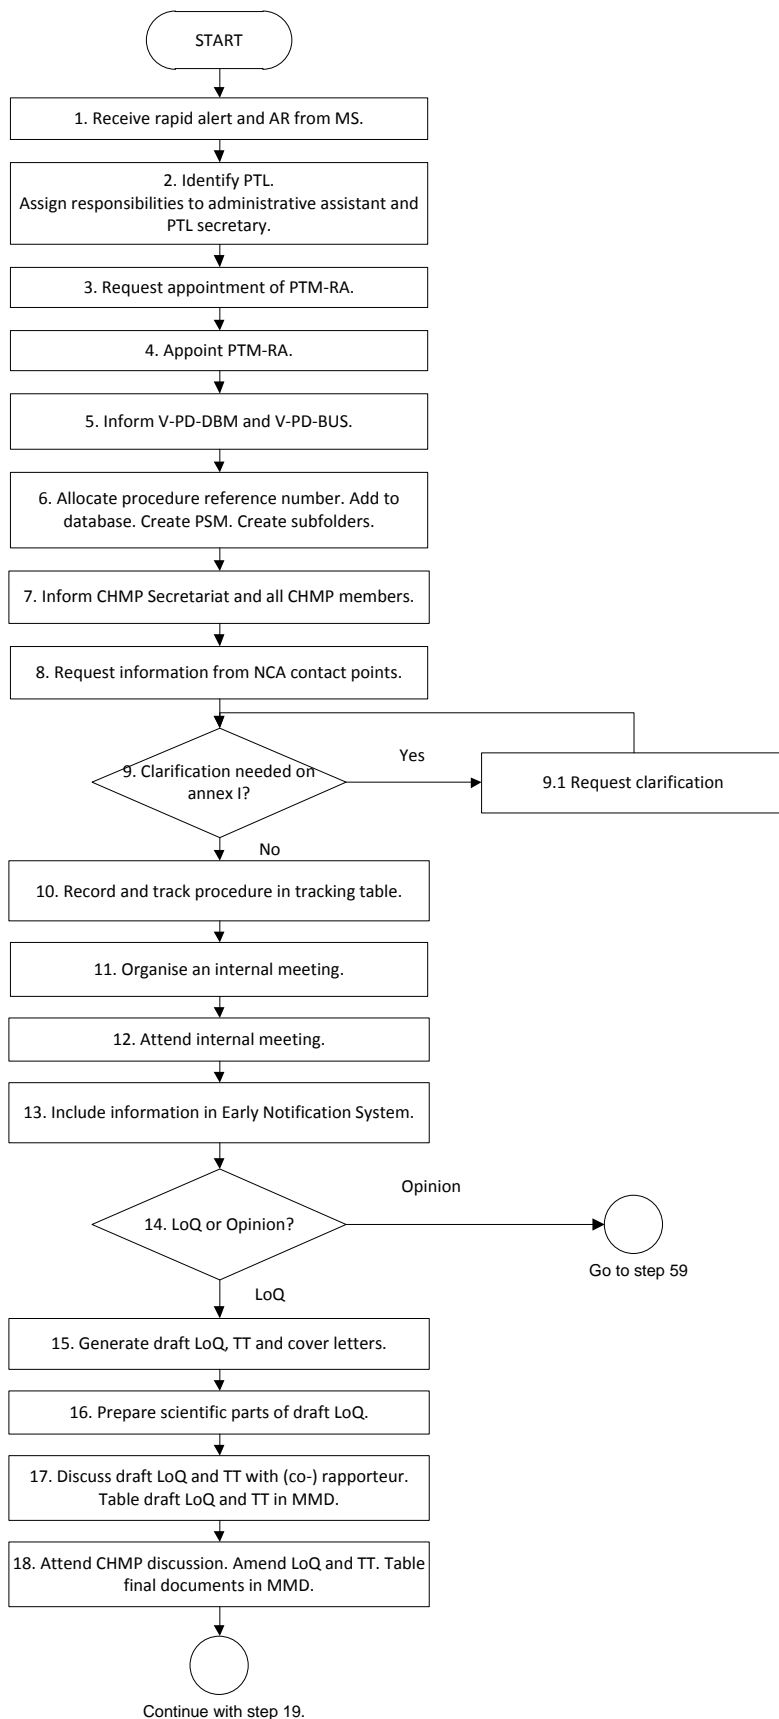 START
1. Receive rapid alert and AR from MS.
2. Identify PTL.
Assign responsibilities to administrative assistant and
PTL secretary.
3. Request appointment of PTM-RA.
4. Appoint PTM-RA.
5. Inform V-PD-DBM and V-PD-BUS.
6. Allocate procedure reference number. Add to
database. Create PSM. Create subfolders.
7. Inform CHMP Secretariat and all CHMP members.
8. Request information from NCA contact points.
9. Clarification needed on
annex I?
Yes
9.1 Request clarification
No
10. Record and track procedure in tracking table.
11. Organise an internal meeting.
12. Attend internal meeting.
13. Include information in Early Notification System.
14. LoQ or Opinion?
Opinion
Go to step 59
LoQ
15. Generate draft LoQ, TT and cover letters.
16. Prepare scientific parts of draft LoQ.
17. Discuss draft LoQ and TT with (co-) rapporteur.
Table draft LoQ and TT in MMD.
18. Attend CHMP discussion. Amend LoQ and TT. Table
final documents in MMD.
Continue with step 19.